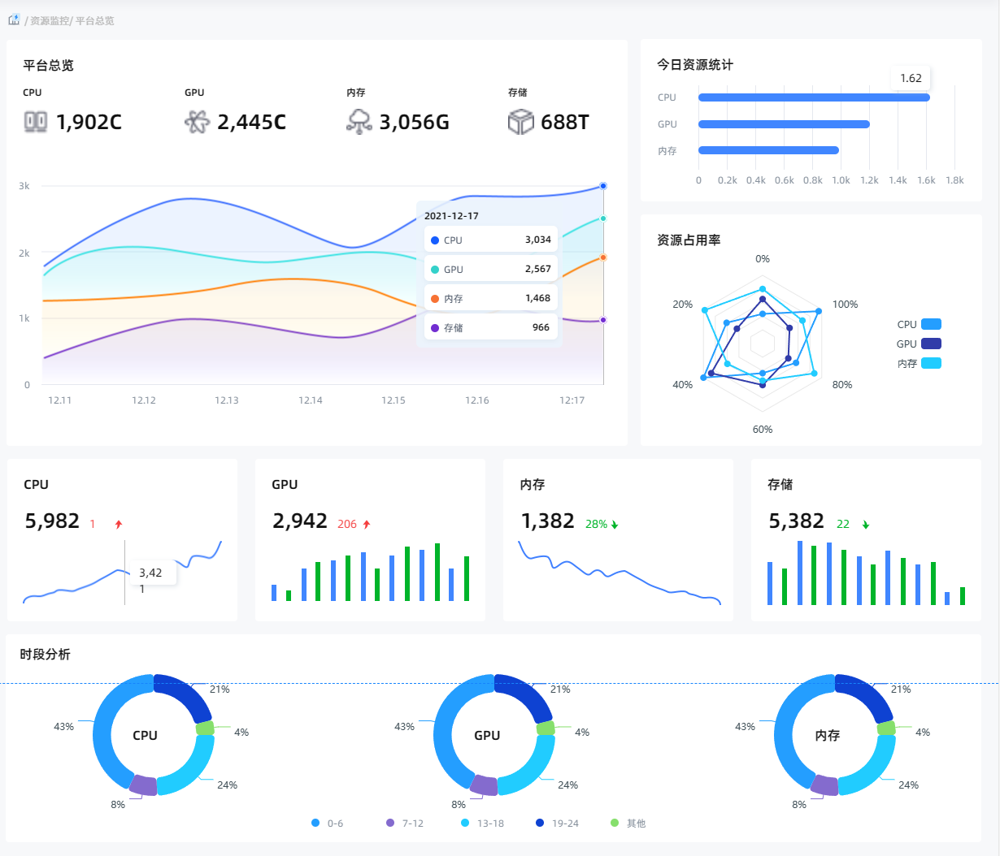 / 资源监控/ 平台总览
平台总览
CPU
1,902C
GPU
2,445C
内存
3,056G
存储
688T
3k
2k
1k
0
12.11 12.12 12.13 12.14 12.15 12.16 12:17
2021-12-17
CPU 3,034
GPU 2,567
内存 1,468
存储 966
今日资源统计
1.62
CPU
GPU
内存
0 0.2k 0.4k 0.6k 0.8k 1.0k 1.2k 1.4k 1.6k 1.8k
资源占用率
0%
20% 100%
40% 80%
60%
CPU
GPU
内存
CPU
5,982 1
3,42
1
GPU
2,942 206
内存
1,382 28%
存储
5,382 22
时段分析
CPU
21%
43%
4%
24%
8%
GPU
21%
43%
4%
24%
8%
内存
21%
43%
4%
24%
8%
0-6 7-12 13-18 19-24 其他